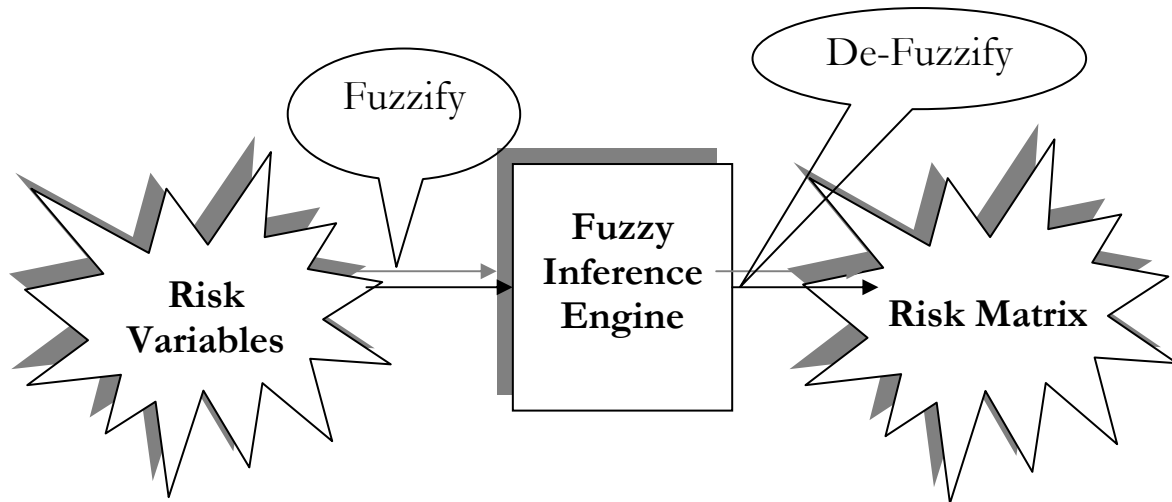 Fuzzify
De-Fuzzify
Risk
Variables
Fuzzy
Inference
Engine
Risk Matrix